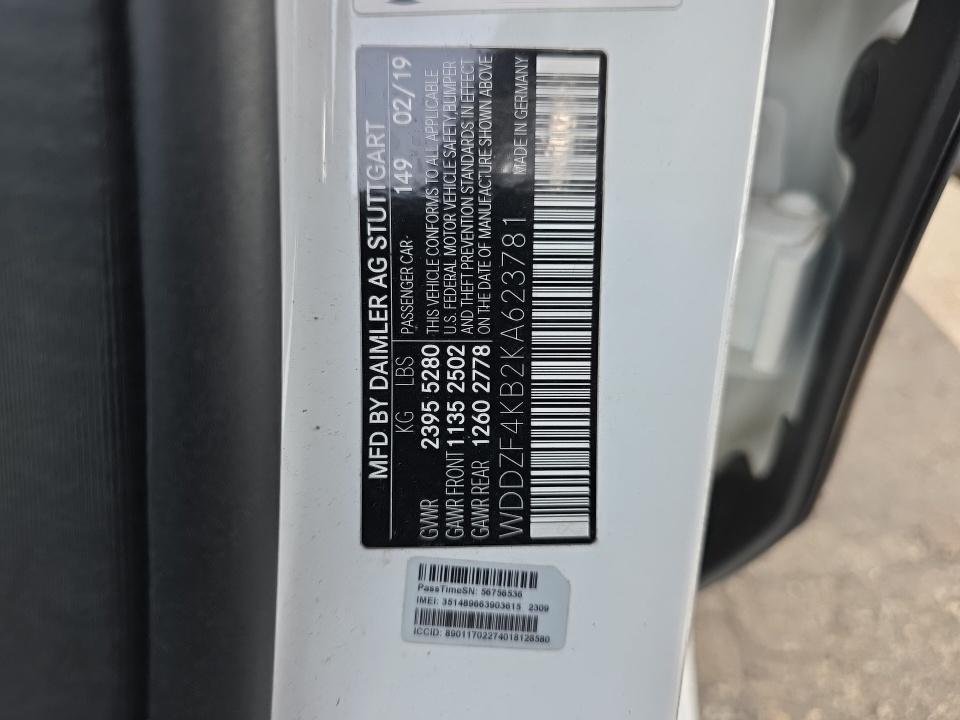 MFD BY DAIMLER AG STUTTGART
KG LBS
GVWR 2395 5280
GAWR FRONT 1135 2502
GAWR REAR 1260 2778
PASSENGER CAR- 149 02/19
THIS VEHICLE CONFORMS TO ALL APPLICABLE
U.S. FEDERAL MOTOR VEHICLE SAFETY,BUMPER
AND THEFT PREVENTION STANDARDS IN EFFECT
ON THE DATE OF MANUFACTURE SHOWN ABOVE
WDDZF4KB2KA623781
MADE IN GERMANY
PassTimeSN: 56756536
IMEI: 351489663903615 2309
ICCID: 89011702274018128580